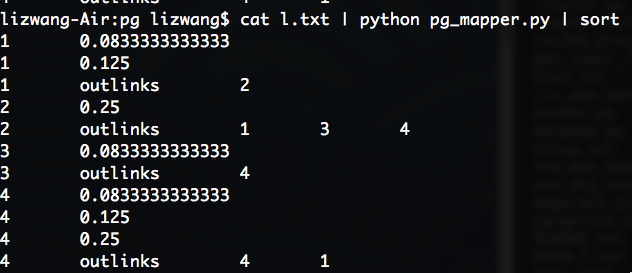 lizwang-Air:pg lizwang$ cat l.txt | python pg_mapper.py | sort
1 0.0833333333333
1 0.125
1 outlinks 2
2 0.25
2 outlinks 1 3 4
3 0.0833333333333
3 outlinks 4
4 0.0833333333333
4 0.125
4 0.25
4 outlinks 4 1